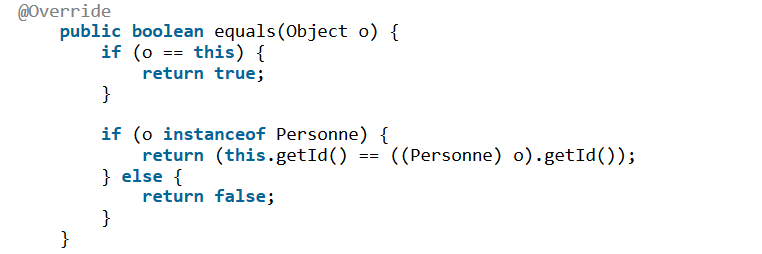 @Override
    public boolean equals(Object o) {
        if (o == this) {
            return true;
        }

        if (o instanceof Personne) {
            return (this.getId() == ((Personne) o).getId());
        } else {
            return false;
        }
    }